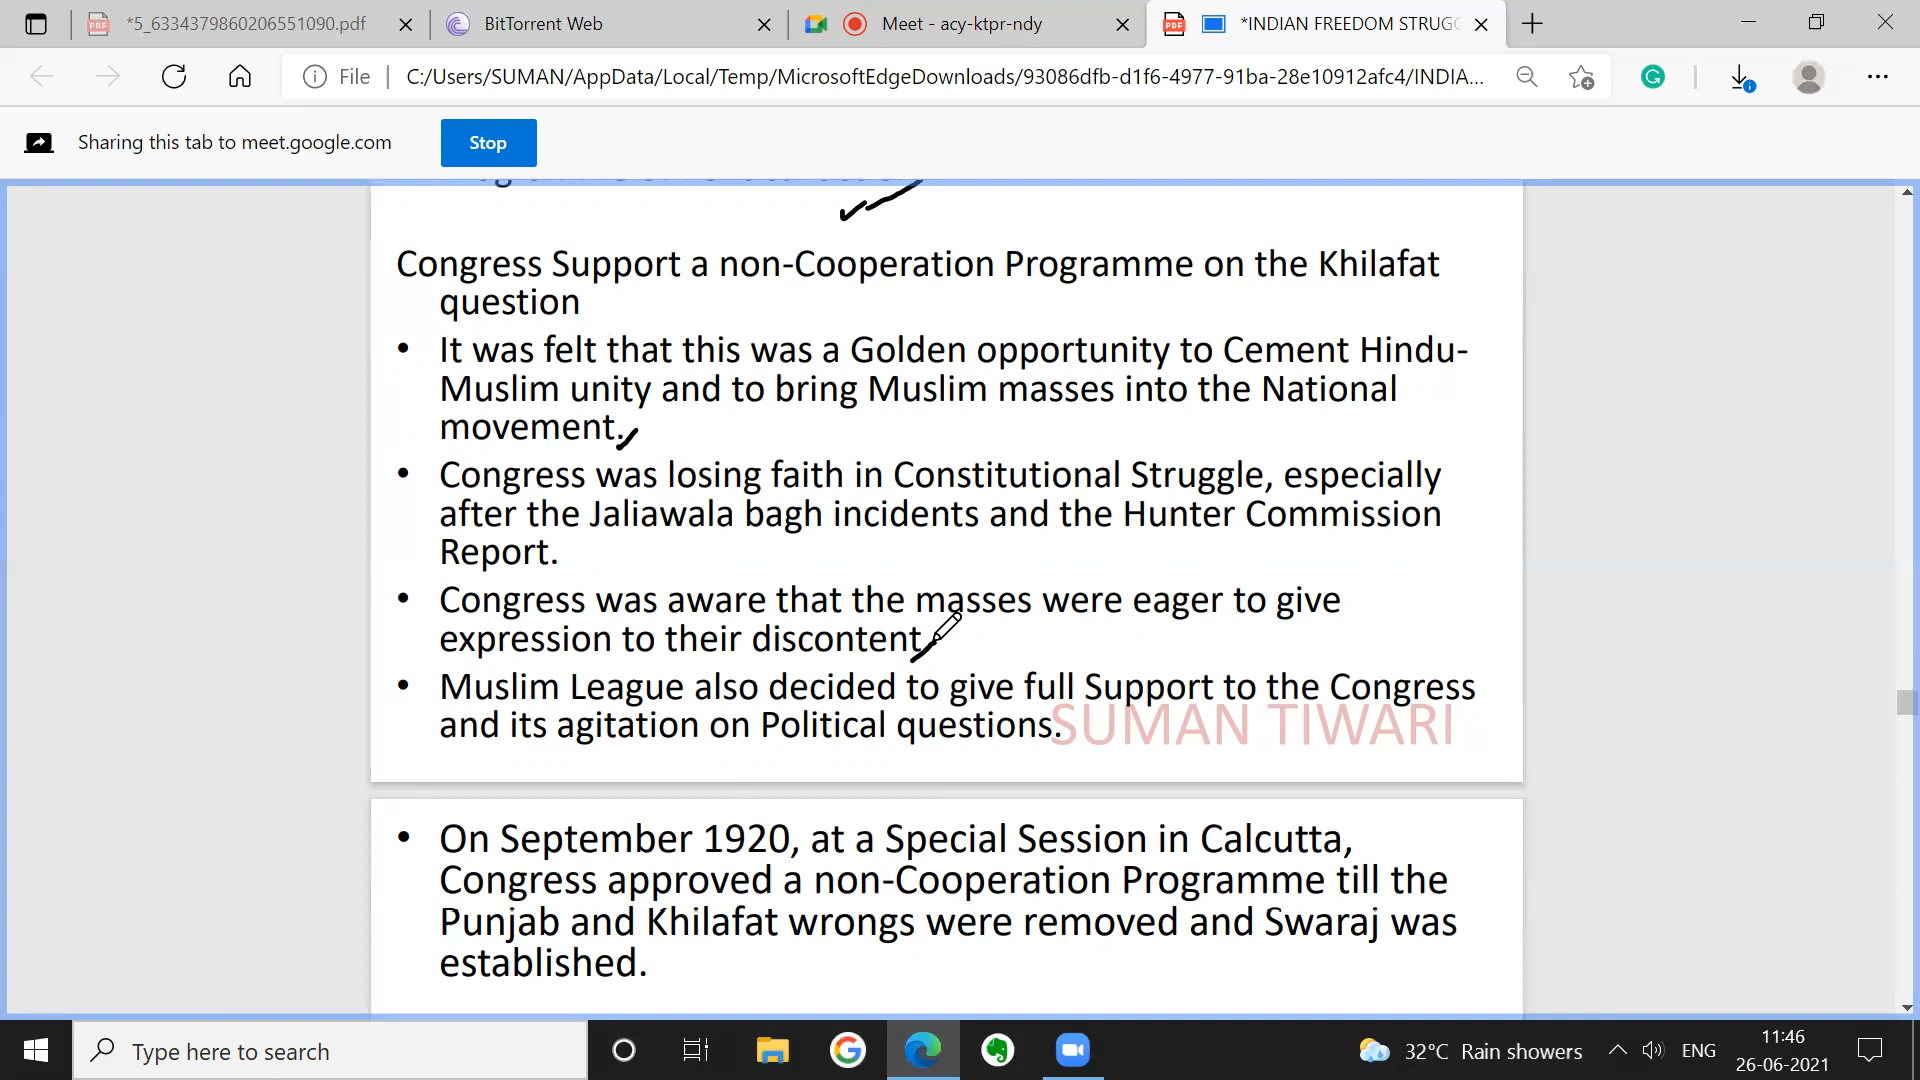 *5_6334379860206551090.pdf
BitTorrent Web
Meet - acy-ktpr-ndy
*INDIAN FREEDOM STRUGG
File
C:/Users/SUMAN/AppData/Local/Temp/MicrosoftEdgeDownloads/93086dfb-d1f6-4977-91ba-28e10912afc4/INDIA...
Sharing this tab to meet.google.com
Stop
Congress Support a non-Cooperation Programme on the Khilafat
question
• It was felt that this was a Golden opportunity to Cement Hindu-
Muslim unity and to bring Muslim masses into the National
movement.
• Congress was losing faith in Constitutional Struggle, especially
after the Jaliawala bagh incidents and the Hunter Commission
Report.
• Congress was aware that the masses were eager to give
expression to their discontent
• Muslim League also decided to give full Support to the Congress
and its agitation on Political questions.
SUMAN TIWARI
• On September 1920, at a Special Session in Calcutta,
Congress approved a non-Cooperation Programme till the
Punjab and Khilafat wrongs were removed and Swaraj was
established.
Type here to search
32°C Rain showers
ENG
11:46
26-06-2021